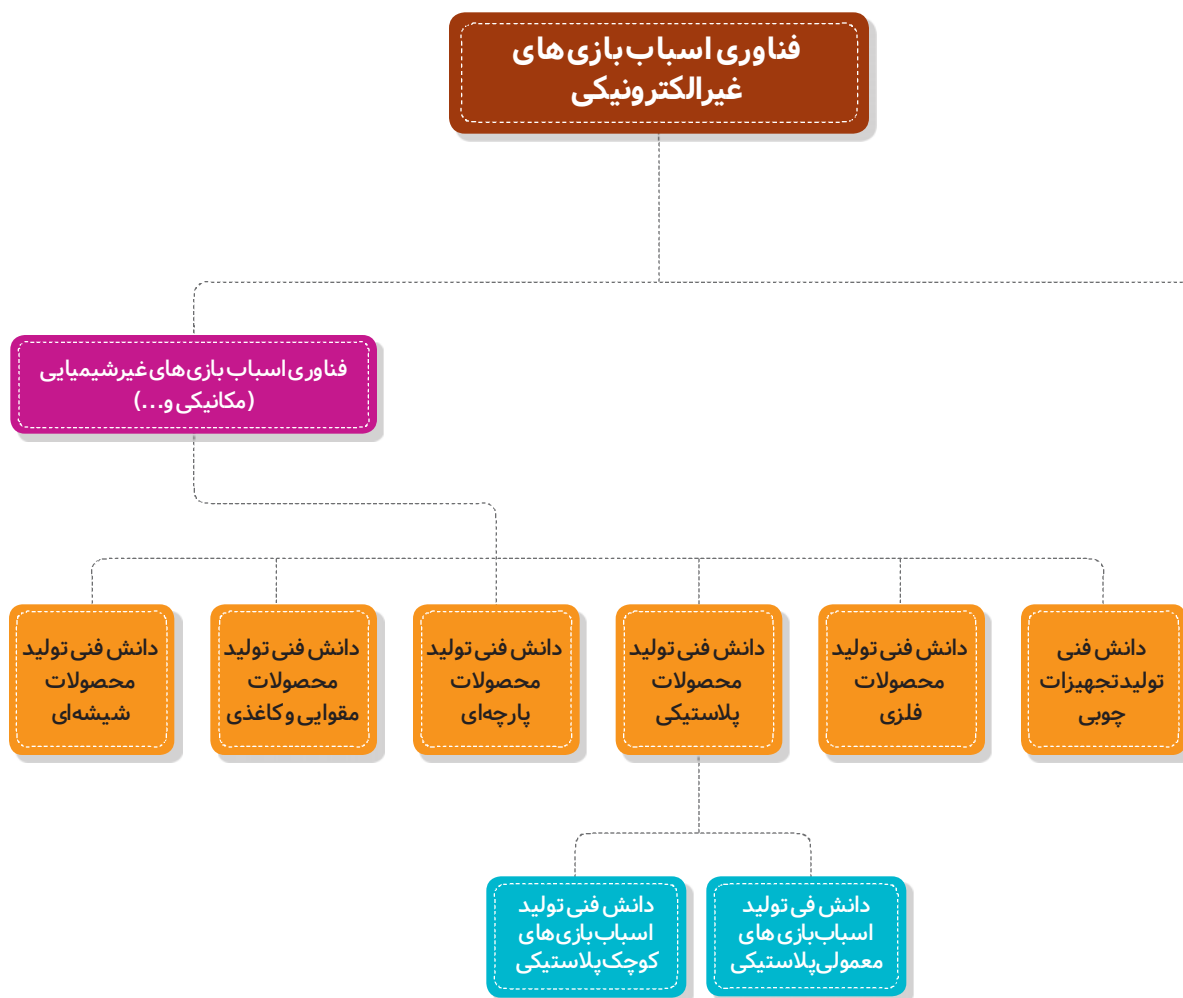 فناوری اسباب‌بازی‌های
غیرالکترونیکی
فناوری اسباب‌بازی‌های غیرشیمیایی
(مکانیکی و...)
دانش فنی
تولید تجهیزات
چوبی
دانش فنی تولید
محصولات
فلزی
دانش فنی تولید
محصولات
پلاستیکی
دانش فنی تولید
محصولات
پارچه‌ای
دانش فنی تولید
محصولات
مقوایی و کاغذی
دانش فنی تولید
محصولات
شیشه‌ای
دانش فی تولید
اسباب‌بازی‌های
معمولی پلاستیکی
دانش فنی تولید
اسباب‌بازی‌های
کوچک پلاستیکی